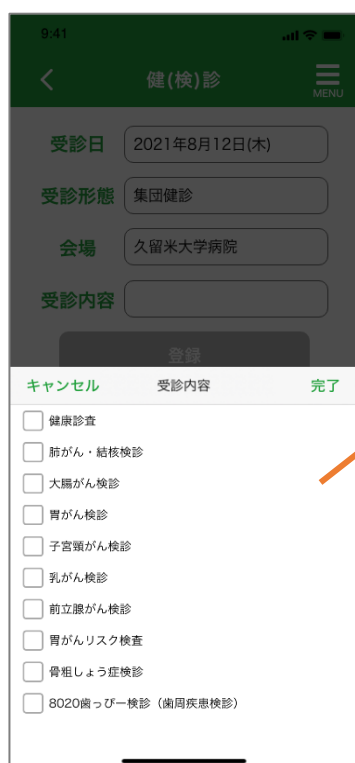 9:41
健(検)診
MENU
受診日 2021年8月12日(木)
受診形態 集団健診
会場 久留米大学病院
受診内容
登録
キャンセル 受診内容 完了
健康診査
肺がん・結核検診
大腸がん検診
胃がん検診
子宮頸がん検診
乳がん検診
前立腺がん検診
胃がんリスク検査
骨粗しょう症検診
8020歯っぴー検診（歯周疾患検診）